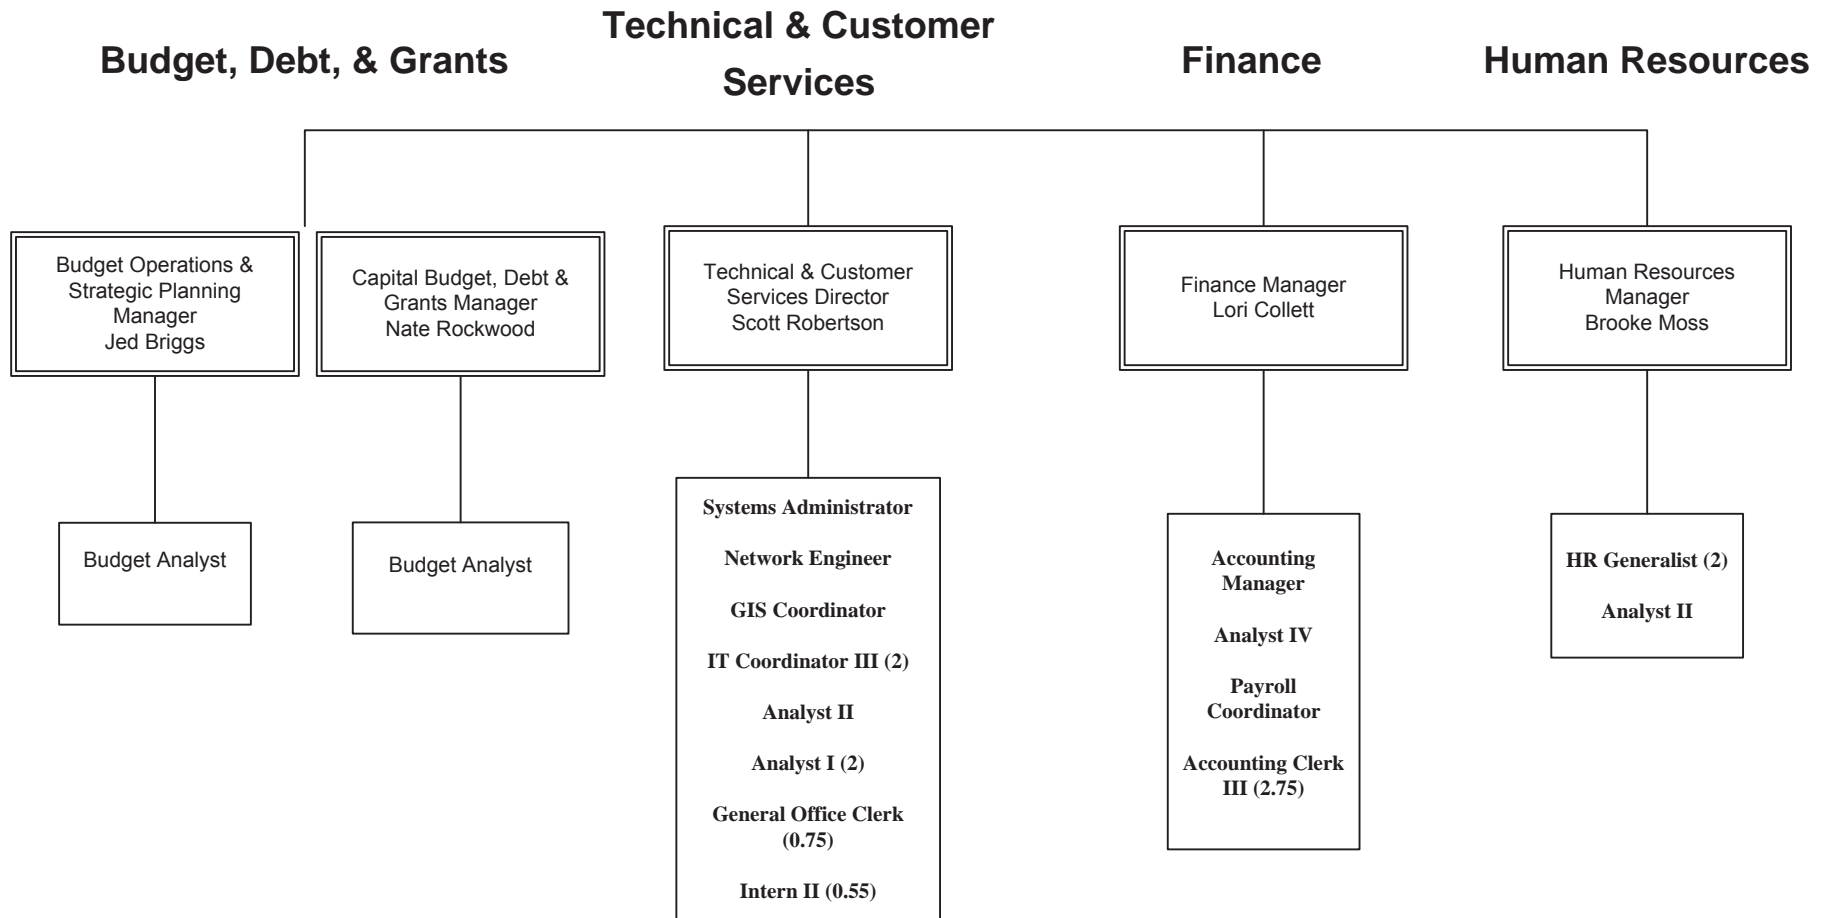 Budget, Debt, & Grants
Technical & Customer
Services
Finance
Human Resources
Budget Operations &
Strategic Planning
Manager
Jed Briggs
Capital Budget, Debt &
Grants Manager
Nate Rockwood
Technical & Customer
Services Director
Scott Robertson
Finance Manager
Lori Collett
Human Resources
Manager
Brooke Moss
Budget Analyst
Budget Analyst
Systems Administrator
Network Engineer
GIS Coordinator
IT Coordinator III (2)
Analyst II
Analyst I (2)
General Office Clerk
(0.75)
Intern II (0.55)
Accounting
Manager
Analyst IV
Payroll
Coordinator
Accounting Clerk
III (2.75)
HR Generalist (2)
Analyst II